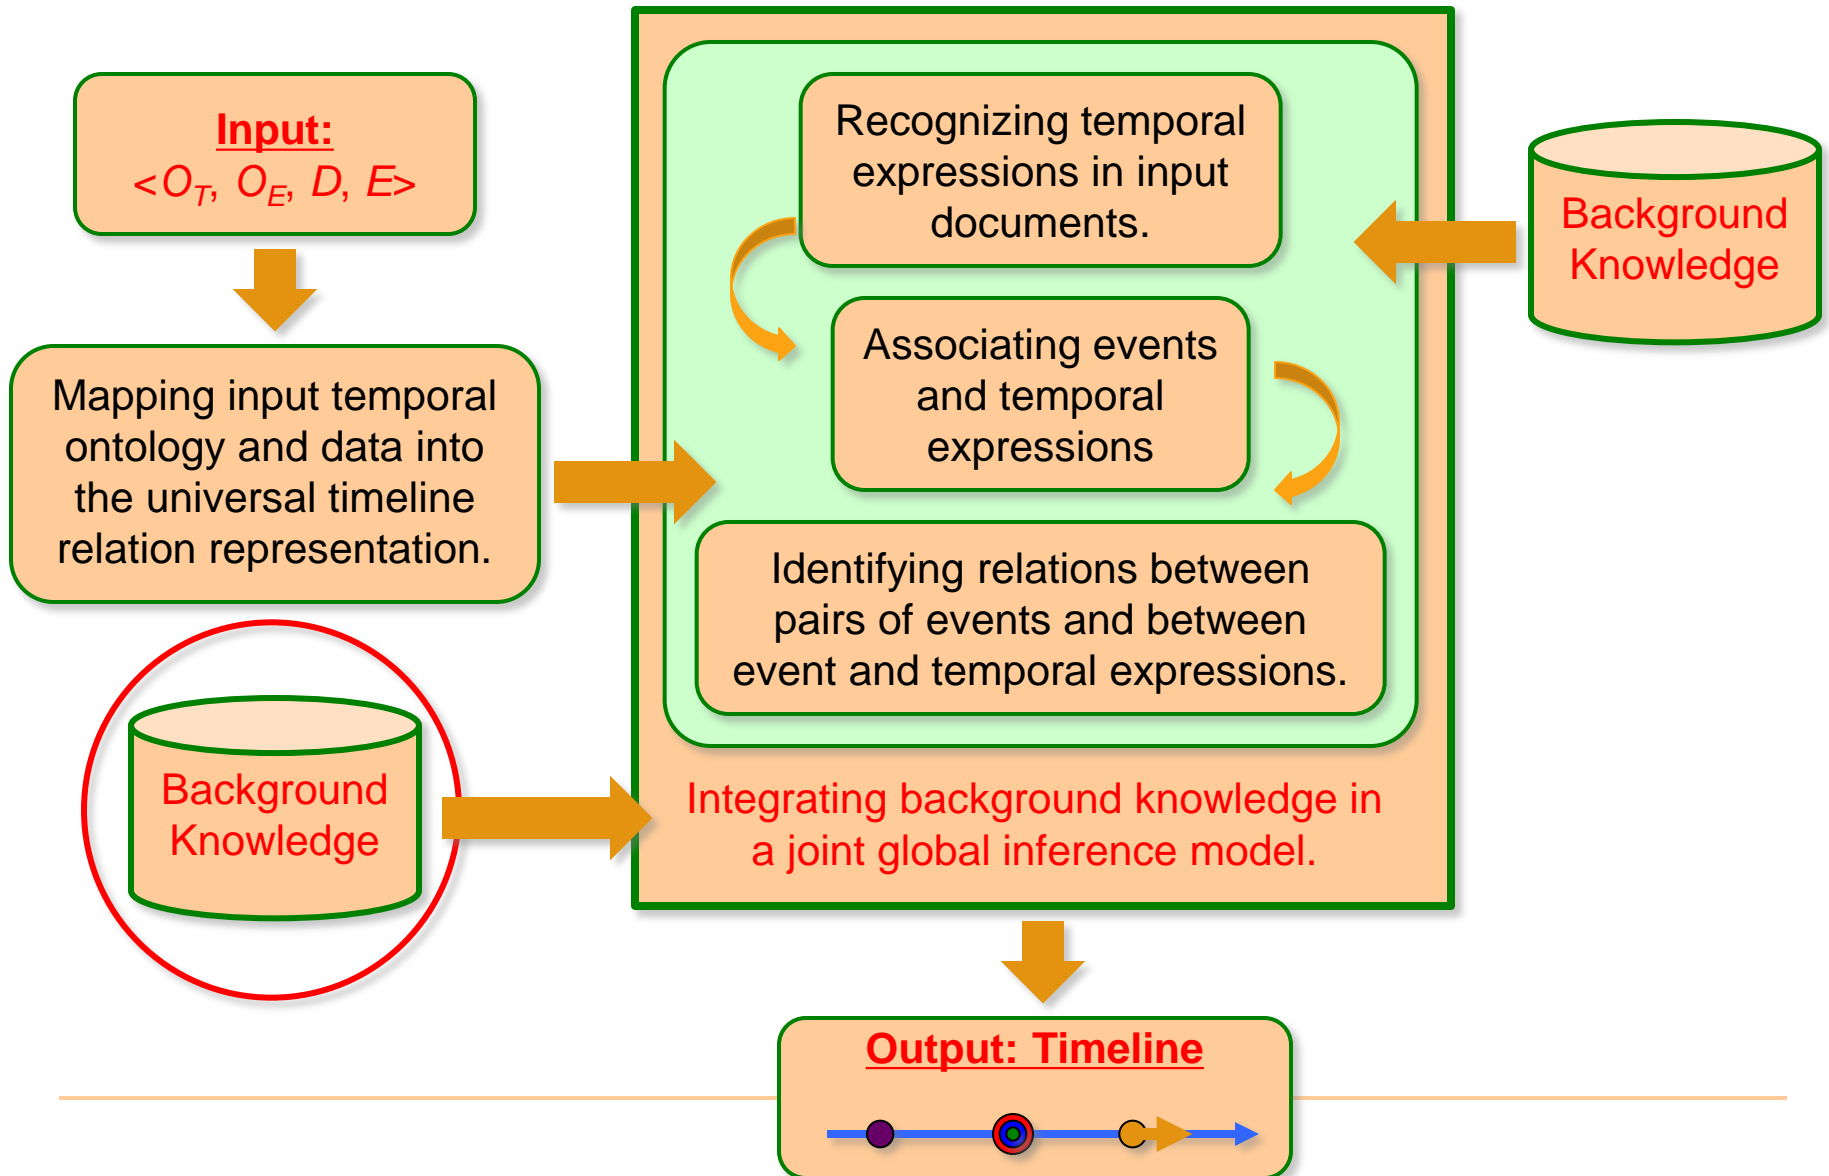 Input:
<O_T, O_E, D, E>
Mapping input temporal
ontology and data into
the universal timeline
relation representation.
Background
Knowledge
Recognizing temporal
expressions in input
documents.
Associating events
and temporal
expressions
Identifying relations between
pairs of events and between
event and temporal expressions.
Integrating background knowledge in
a joint global inference model.
Background
Knowledge
Output: Timeline